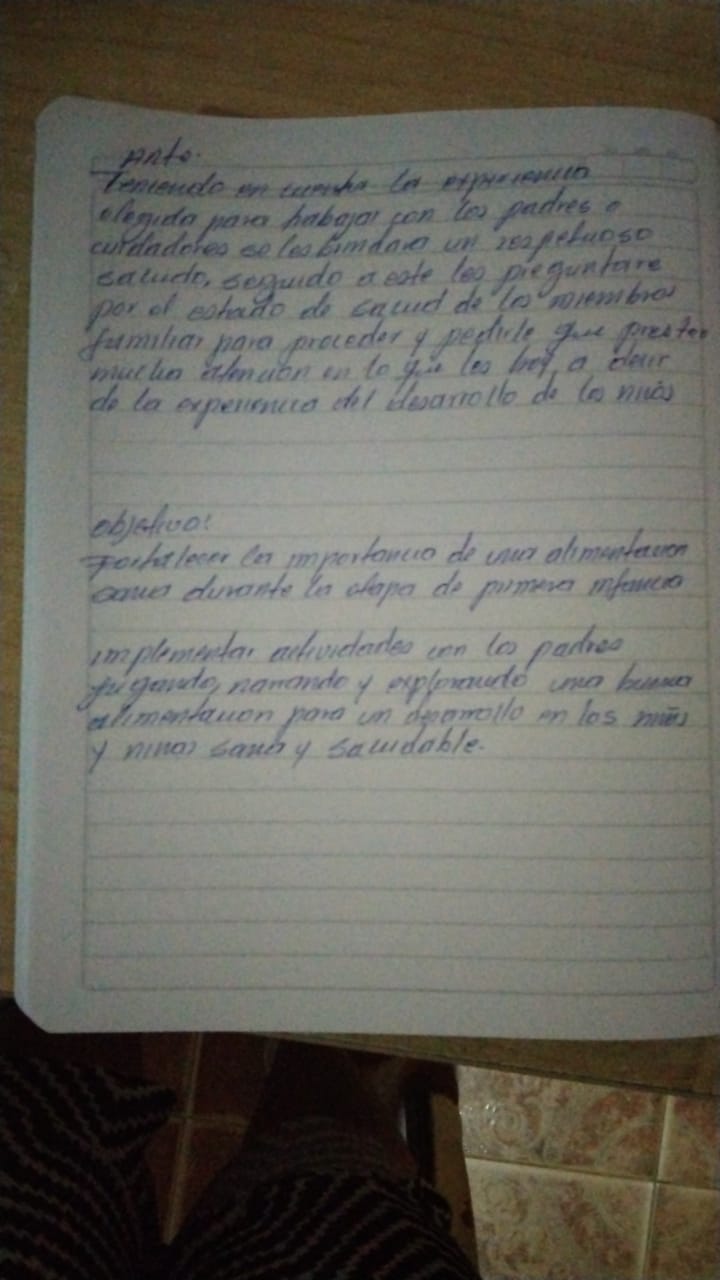 Ante.
Teniendo en cuenta la experiencia
elegida para trabajar con los padres o
cuidadores se les brindara un respetuoso
saludo, seguido a este les preguntare
por el estado de salud de los miembros
familiar para proceder y pedirle que presten
mucha atencion en lo que les voy a decir
de la experiencia del desarrollo de los niños
objetivo:
Fortalecer la importancia de una alimentacion
sana durante la etapa de primera infancia
implementar actividades con los padres
jugando, narrando y explorando una buena
alimentacion para un desarrollo en los niños
y niñas sana y saludable.